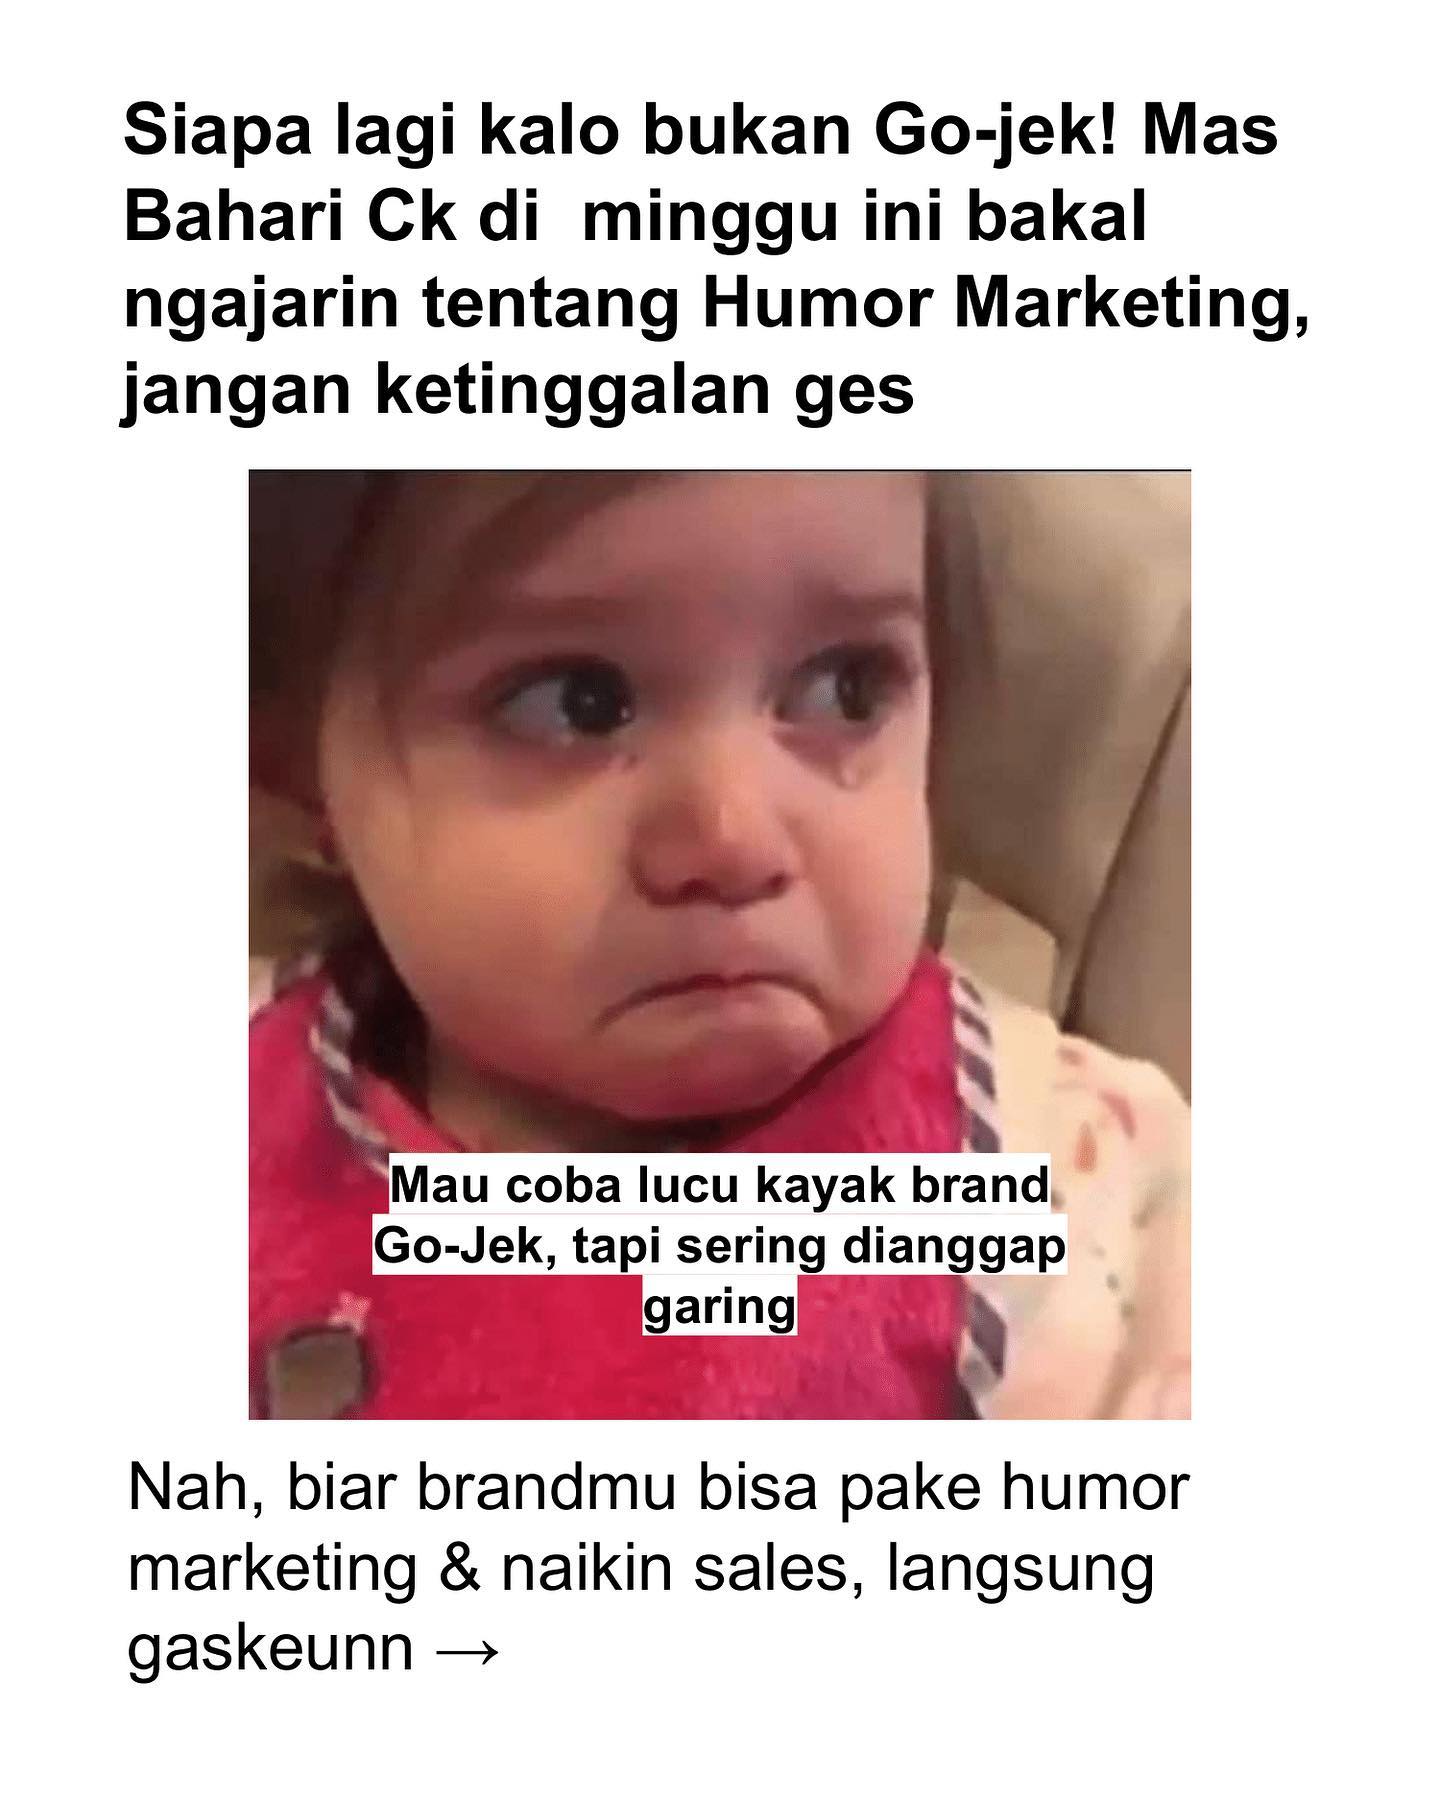 Siapa lagi kalo bukan Go-jek! Mas
Bahari Ck di  minggu ini bakal
ngajarin tentang Humor Marketing,
jangan ketinggalan ges
Mau coba lucu kayak brand
Go-Jek, tapi sering dianggap
garing
Nah, biar brandmu bisa pake humor
marketing & naikin sales, langsung
gaskeunn →